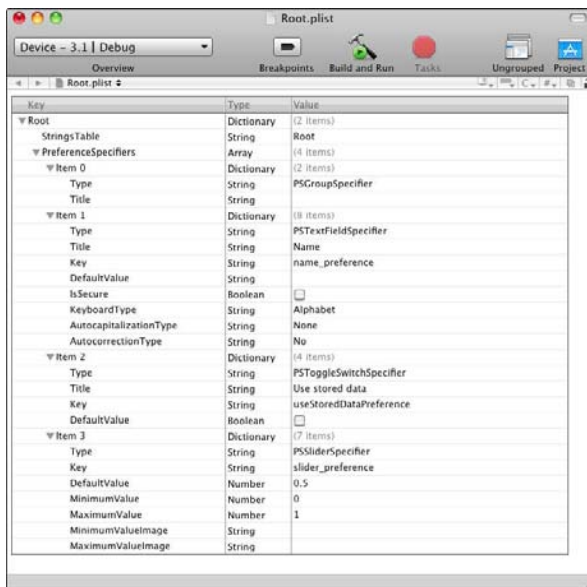 Root.plist
Device – 3.1 | Debug
Overview
Breakpoints
Build and Run
Tasks
Ungrouped
Project
Root.plist
Key Type Value
Root Dictionary (2 items)
StringsTable String Root
PreferenceSpecifiers Array (4 items)
Item 0 Dictionary (2 items)
Type String PSGroupSpecifier
Title String
Item 1 Dictionary (8 items)
Type String PSTextFieldSpecifier
Title String Name
Key String name_preference
DefaultValue String
IsSecure Boolean
KeyboardType String Alphabet
AutocapitalizationType String None
AutocorrectionType String No
Item 2 Dictionary (4 items)
Type String PSToggleSwitchSpecifier
Title String Use stored data
Key String useStoredDataPreference
DefaultValue Boolean
Item 3 Dictionary (7 items)
Type String PSSliderSpecifier
Key String slider_preference
DefaultValue Number 0.5
MinimumValue Number 0
MaximumValue Number 1
MinimumValueImage String
MaximumValueImage String